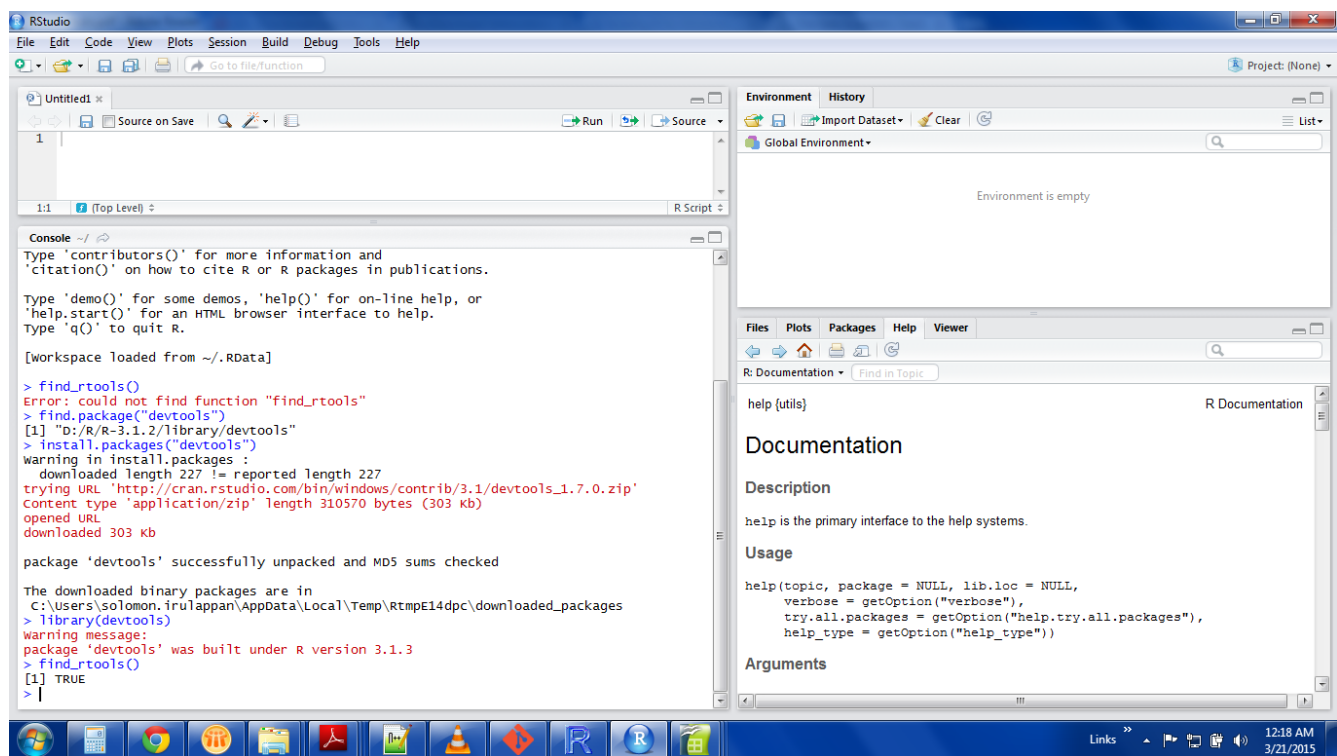 RStudio
File Edit Code View Plots Session Build Debug Tools Help
Go to file/function
Project: (None)
Untitled1
Source on Save
Run
Source
1
1:1 (Top Level) R Script
Console ~/
Type 'contributors()' for more information and
'citation()' on how to cite R or R packages in publications.
Type 'demo()' for some demos, 'help()' for on-line help, or
'help.start()' for an HTML browser interface to help.
Type 'q()' to quit R.
[Workspace loaded from ~/.RData]
> find_rtools()
Error: could not find function "find_rtools"
> find.package("devtools")
[1] "D:/R/R-3.1.2/library/devtools"
> install.packages("devtools")
Warning in install.packages :
downloaded length 227 != reported length 227
trying URL 'http://cran.rstudio.com/bin/windows/contrib/3.1/devtools_1.7.0.zip'
Content type 'application/zip' length 310570 bytes (303 Kb)
opened URL
downloaded 303 Kb
package ‘devtools’ successfully unpacked and MD5 sums checked
The downloaded binary packages are in
C:\Users\solomon.irulappan\AppData\Local\Temp\RtmpE14dpc\downloaded_packages
> library(devtools)
Warning message:
package ‘devtools’ was built under R version 3.1.3
> find_rtools()
[1] TRUE
>
Environment History
Import Dataset Clear List
Global Environment
Environment is empty
Files Plots Packages Help Viewer
R: Documentation Find in Topic
help {utils} R Documentation
Documentation
Description
help is the primary interface to the help systems.
Usage
help(topic, package = NULL, lib.loc = NULL,
verbose = getOption("verbose"),
try.all.packages = getOption("help.try.all.packages"),
help_type = getOption("help_type"))
Arguments
Links »
12:18 AM
3/21/2015